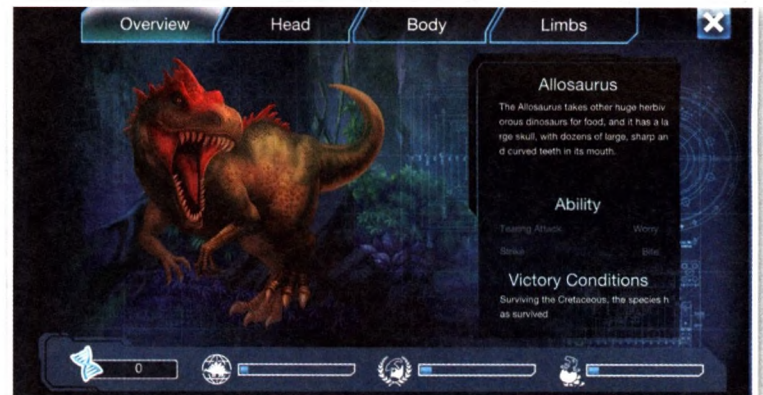 Overview Head Body Limbs
Allosaurus
The Allosaurus takes other huge herbiv
orous dinosaurs for food, and it has a la
rge skull, with dozens of large, sharp an
d curved teeth in its mouth.
Ability
Tearing Attack Worry
Strike Bite
Victory Conditions
Surviving the Cretaceous, the species h
as survived
0